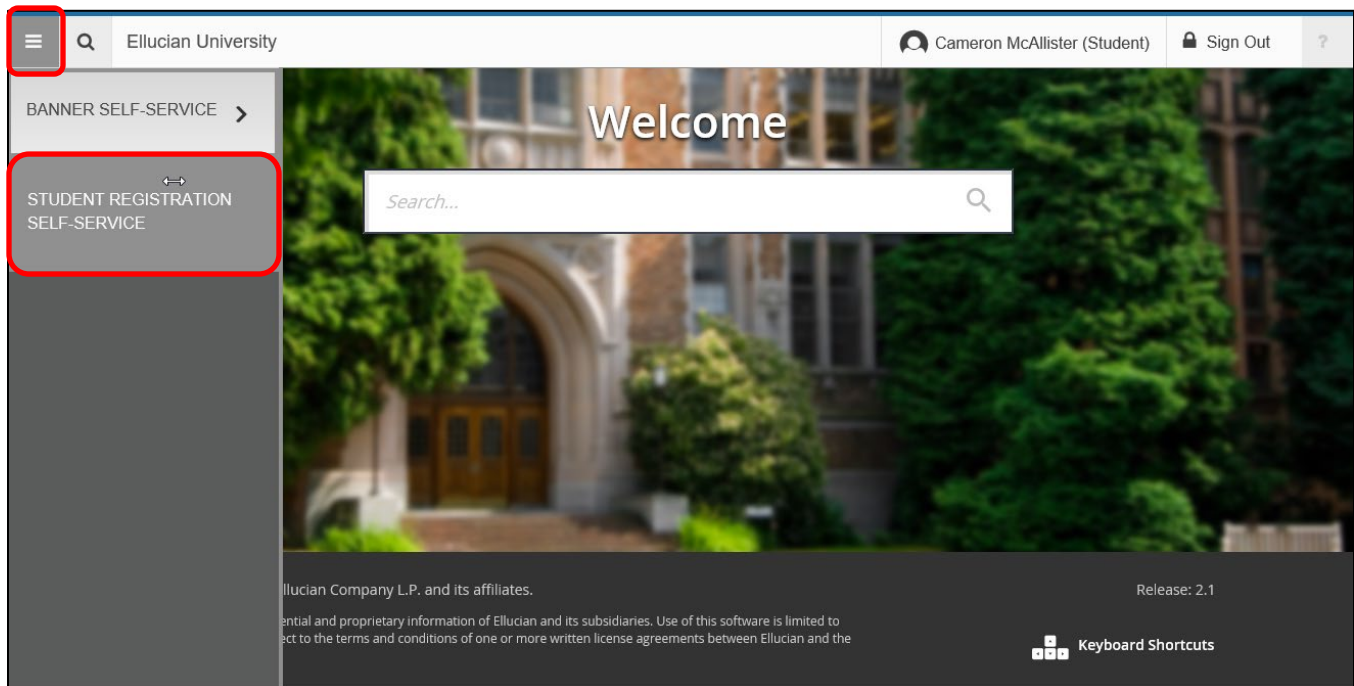 Ellucian University
Cameron McAllister (Student)
Sign Out
?
BANNER SELF-SERVICE
STUDENT REGISTRATION
SELF-SERVICE
Welcome
Search...
llucian Company L.P. and its affiliates.
Release: 2.1
ential and proprietary information of Ellucian and its subsidiaries. Use of this software is limited to
ect to the terms and conditions of one or more written license agreements between Ellucian and the
Keyboard Shortcuts